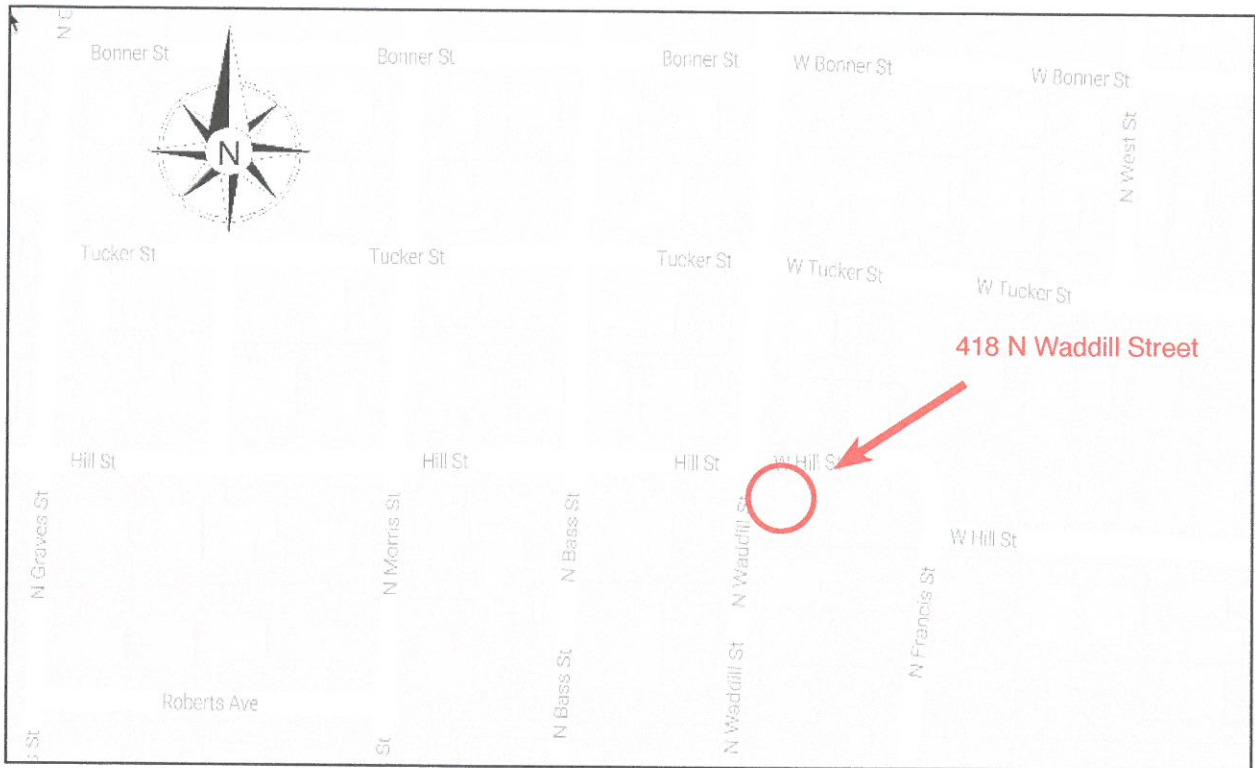 Bonner St
Bonner St
Bonner St
W Bonner St
W Bonner St
N West St
N
Tucker St
Tucker St
Tucker St
W Tucker St
W Tucker St
418 N Waddill Street
Hill St
Hill St
Hill St
W Hill St
N Graves St
N Morris St
N Bass St
N Waddill St
W Hill St
N Francis St
N Bass St
N Waddill St
Roberts Ave
St
St